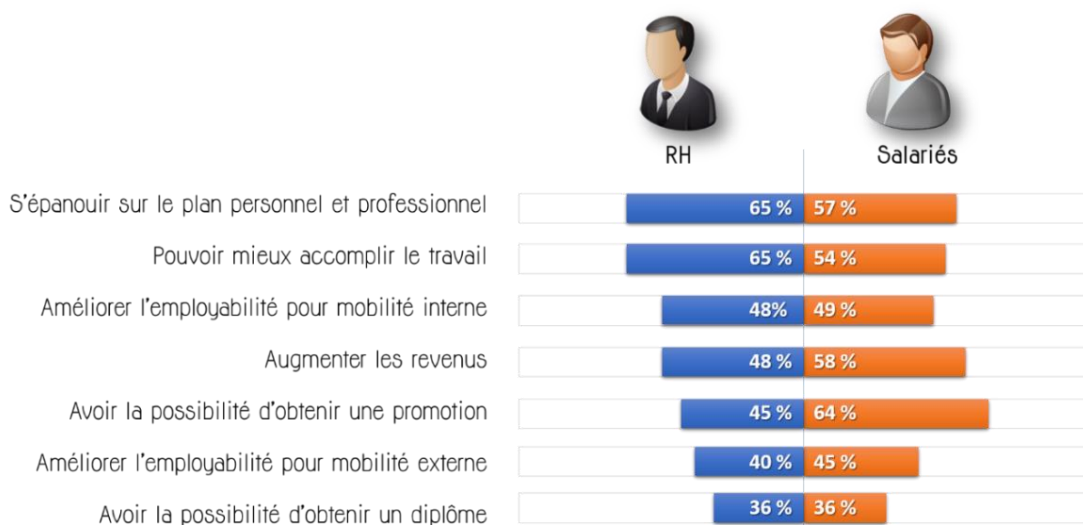 RH Salariés
S'épanouir sur le plan personnel et professionnel 65 % 57 %
Pouvoir mieux accomplir le travail 65 % 54 %
Améliorer l'employabilité pour mobilité interne 48% 49 %
Augmenter les revenus 48 % 58 %
Avoir la possibilité d'obtenir une promotion 45 % 64 %
Améliorer l'employabilité pour mobilité externe 40 % 45 %
Avoir la possibilité d'obtenir un diplôme 36 % 36 %